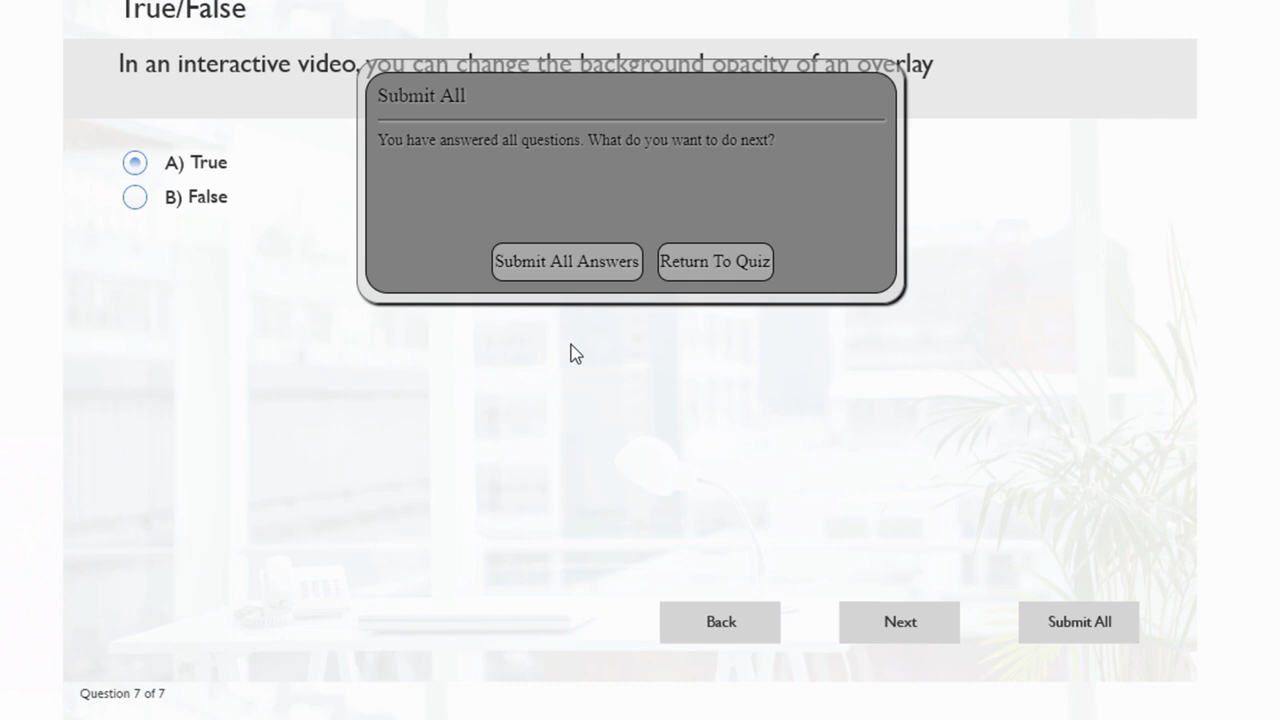 True/False
In an interactive video, you can change the background opacity of an overlay
Submit All
You have answered all questions. What do you want to do next?
A) True
B) False
Submit All Answers
Return To Quiz
Back
Next
Submit All
Question 7 of 7